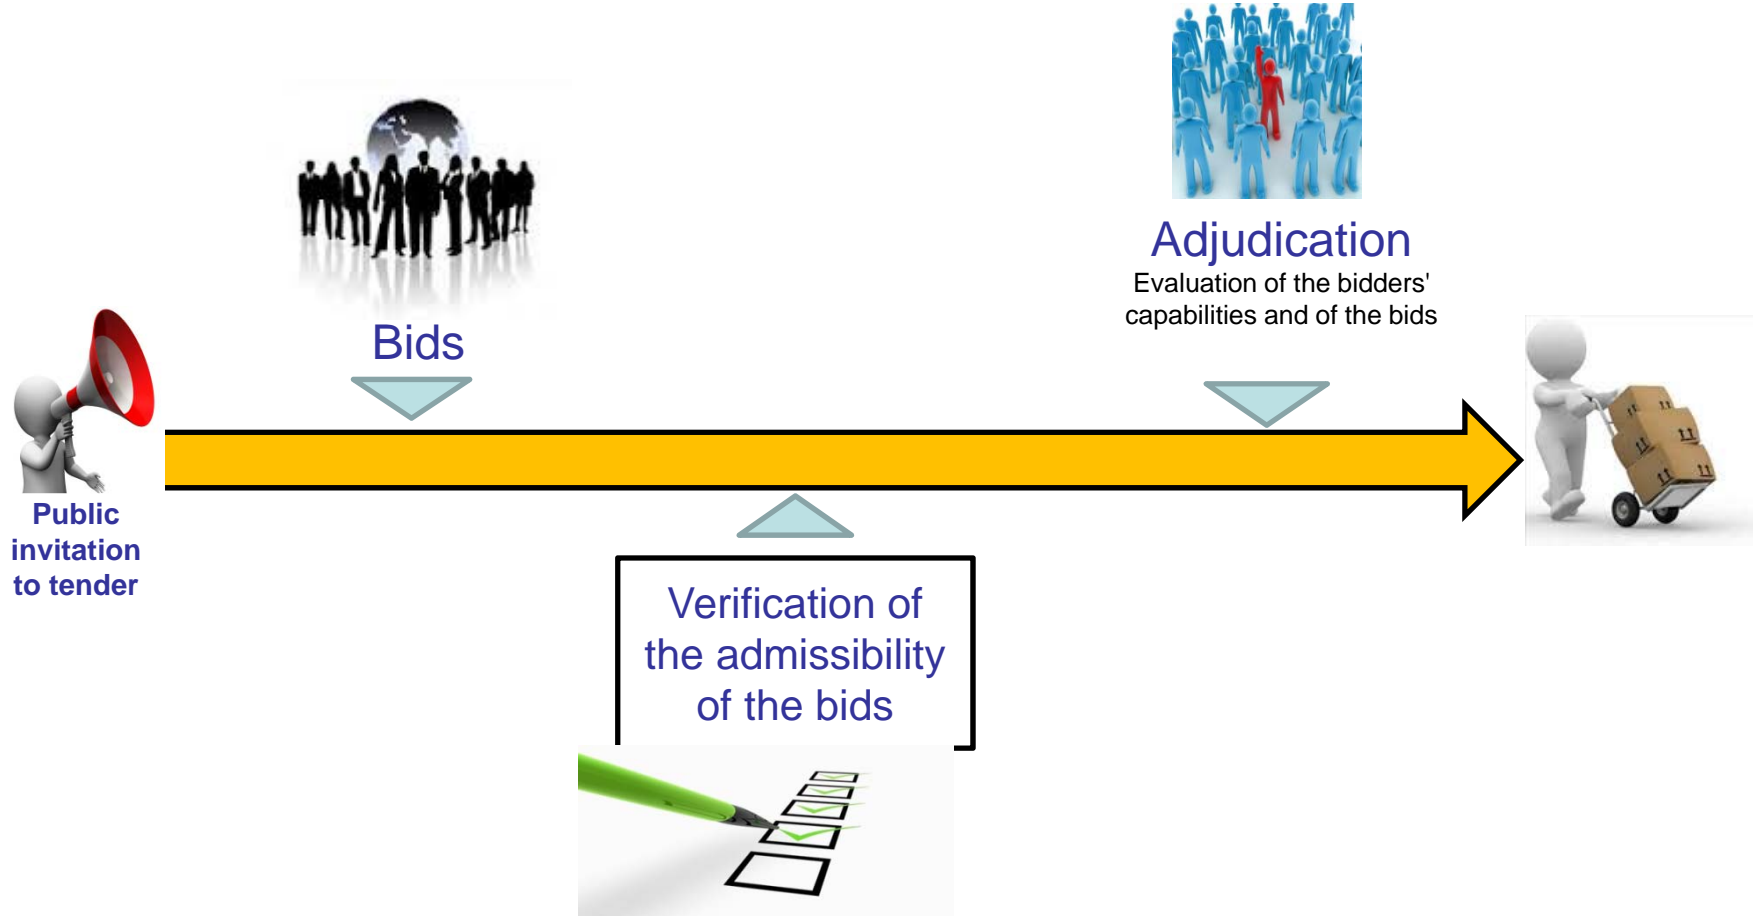 Adjudication
Evaluation of the bidders'
capabilities and of the bids
Bids
Public
invitation
to tender
Verification of
the admissibility
of the bids